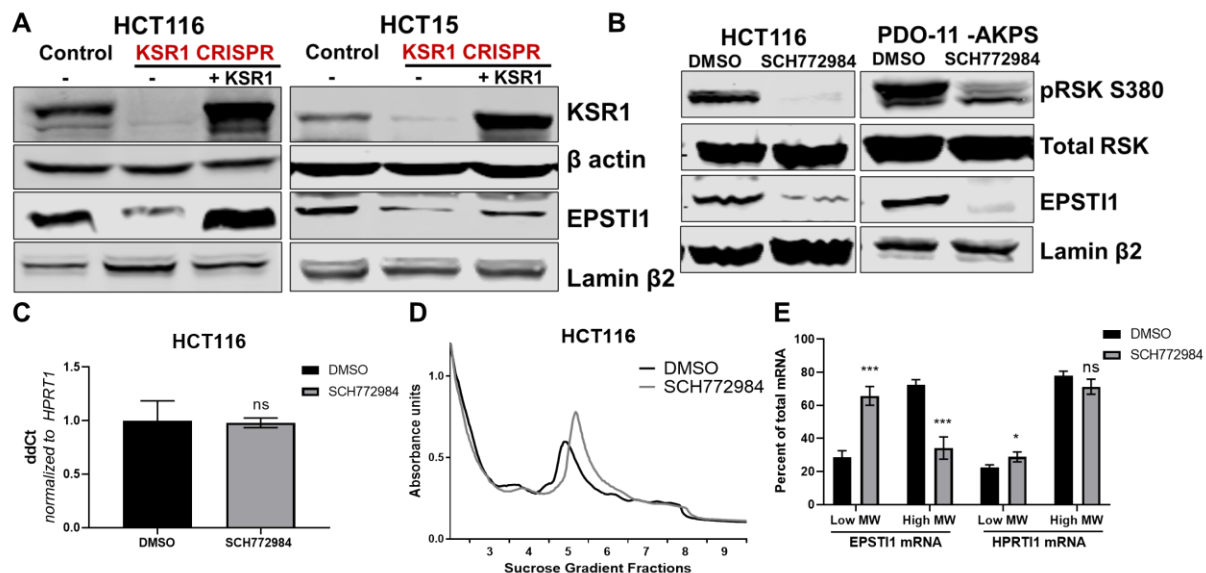 A
HCT116
HCT15
Control KSR1 CRISPR
Control KSR1 CRISPR
- - + KSR1
- - + KSR1
KSR1
β actin
EPSTI1
Lamin β2
B
HCT116
PDO-11 -AKPS
DMSO SCH772984
DMSO SCH772984
pRSK S380
Total RSK
EPSTI1
Lamin β2
C
HCT116
ddCt
normalized to HPRT1
1.5
1.0
0.5
0.0
ns
DMSO
SCH772984
DMSO
SCH772984
D
HCT116
DMSO
SCH772984
Absorbance units
1.0
0.5
0.0
3 4 5 6 7 8 9
Sucrose Gradient Fractions
E
DMSO
SCH772984
Percent of total mRNA
100
80
60
40
20
0
***
***
*
ns
Low MW High MW Low MW High MW
EPSTI1 mRNA HPRTI1 mRNA